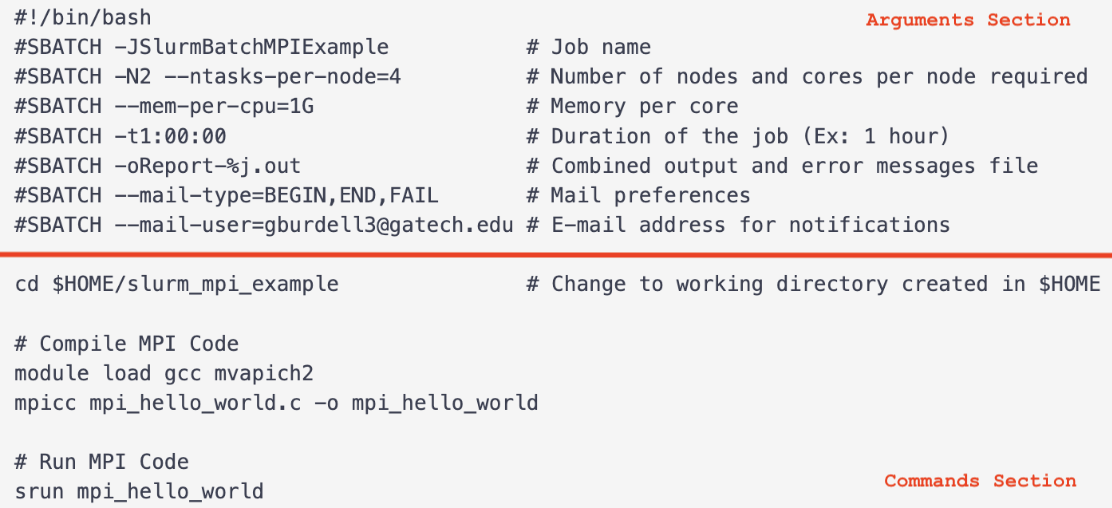 #!/bin/bash
Arguments Section
#SBATCH -JSlurmBatchMPIExample # Job name
#SBATCH -N2 --ntasks-per-node=4 # Number of nodes and cores per node required
#SBATCH --mem-per-cpu=1G # Memory per core
#SBATCH -t1:00:00 # Duration of the job (Ex: 1 hour)
#SBATCH -oReport-%j.out # Combined output and error messages file
#SBATCH --mail-type=BEGIN,END,FAIL # Mail preferences
#SBATCH --mail-user=gburdell3@gatech.edu # E-mail address for notifications
cd $HOME/slurm_mpi_example # Change to working directory created in $HOME
# Compile MPI Code
module load gcc mvapich2
mpicc mpi_hello_world.c -o mpi_hello_world
# Run MPI Code
srun mpi_hello_world
Commands Section